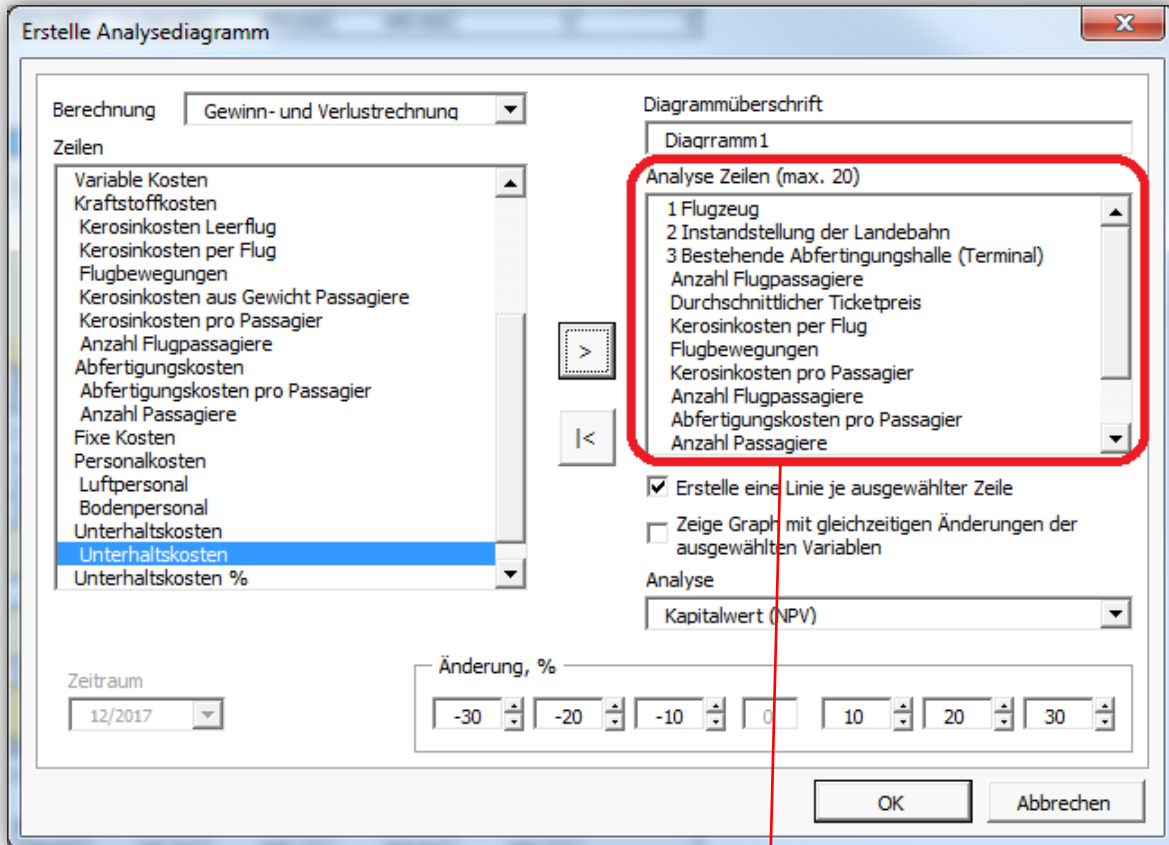 Erstelle Analysediagramm
Berechnung
Gewinn- und Verlustrechnung
Zeilen
Variable Kosten
Kraftstoffkosten
Kerosinkosten Leerflug
Kerosinkosten per Flug
Flugbewegungen
Kerosinkosten aus Gewicht Passagiere
Kerosinkosten pro Passagier
Anzahl Flugpassagiere
Abfertigungskosten
Abfertigungskosten pro Passagier
Anzahl Passagiere
Fixe Kosten
Personalkosten
Luftpersonal
Bodenpersonal
Unterhaltskosten
Unterhaltskosten
Unterhaltskosten %
>
|<
Diagrammüberschrift
Diagrramm1
Analyse Zeilen (max. 20)
1 Flugzeug
2 Instandstellung der Landebahn
3 Bestehende Abfertingungshalle (Terminal)
Anzahl Flugpassagiere
Durchschnittlicher Ticketpreis
Kerosinkosten per Flug
Flugbewegungen
Kerosinkosten pro Passagier
Anzahl Flugpassagiere
Abfertigungskosten pro Passagier
Anzahl Passagiere
Erstelle eine Linie je ausgewählter Zeile
Zeige Graph mit gleichzeitigen Änderungen der
ausgewählten Variablen
Analyse
Kapitalwert (NPV)
Zeitraum
12/2017
Änderung, %
-30 -20 -10 0 10 20 30
OK Abbrechen